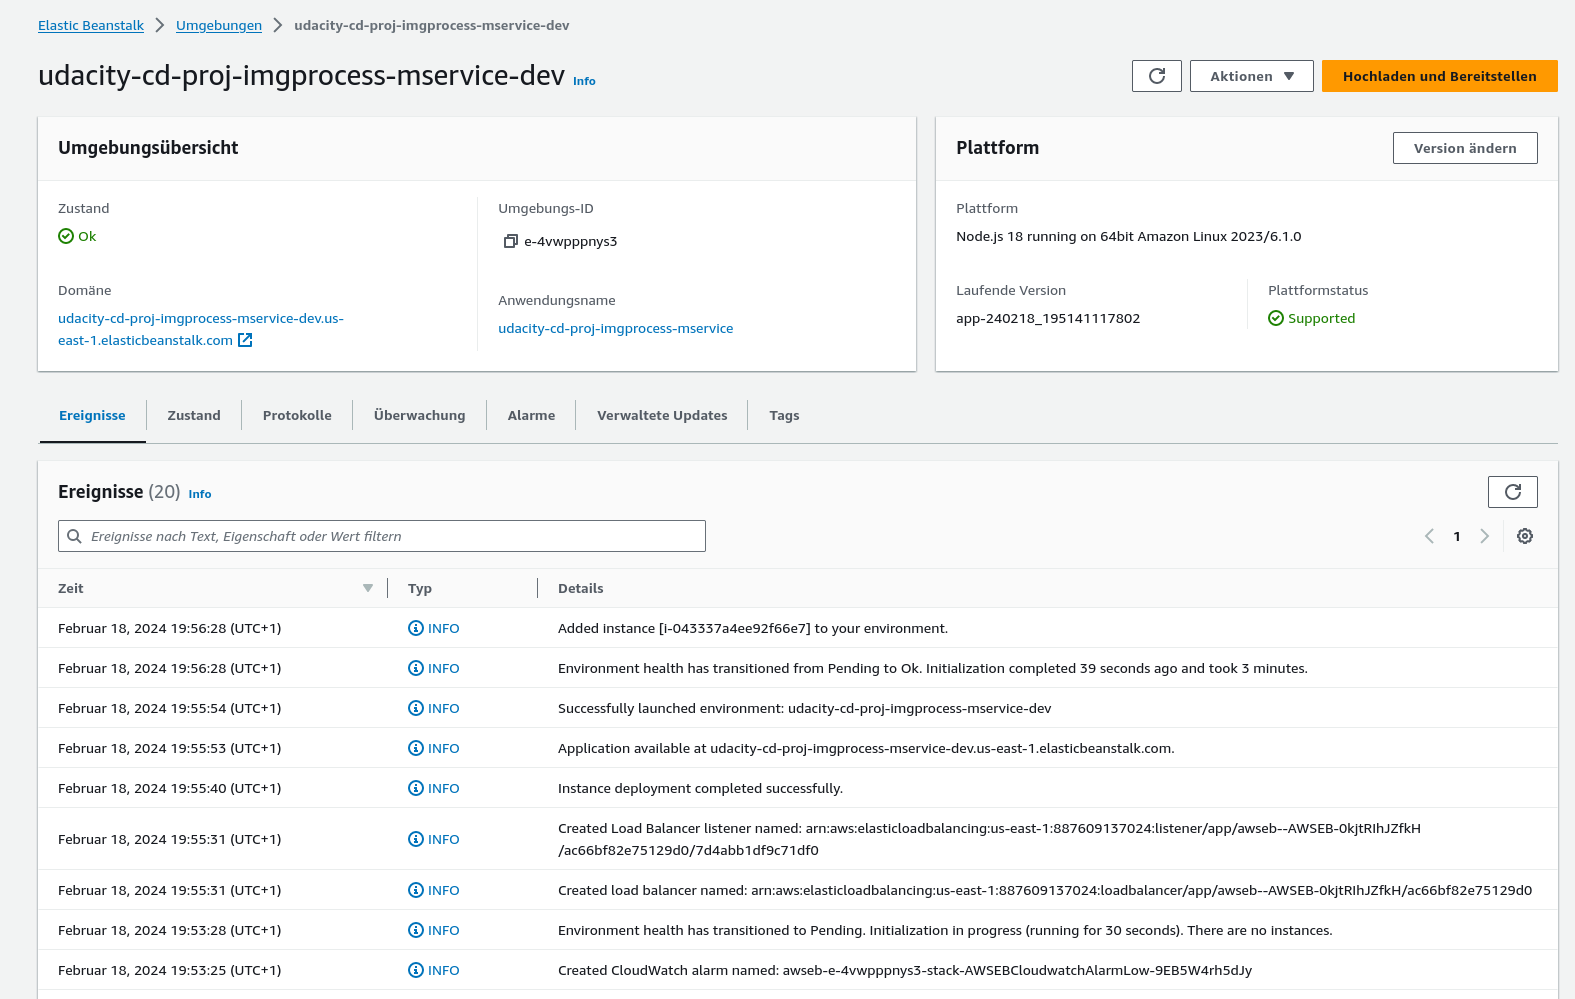 Elastic Beanstalk > Umgebungen > udacity-cd-proj-imgprocess-mservice-dev
udacity-cd-proj-imgprocess-mservice-dev Info
Aktionen
Hochladen und Bereitstellen
Umgebungsübersicht
Zustand
Ok
Domäne
udacity-cd-proj-imgprocess-mservice-dev.us-
east-1.elasticbeanstalk.com
Umgebungs-ID
e-4vwpppnys3
Anwendungsname
udacity-cd-proj-imgprocess-mservice
Plattform
Version ändern
Plattform
Node.js 18 running on 64bit Amazon Linux 2023/6.1.0
Laufende Version
app-240218_195141117802
Plattformstatus
Supported
Ereignisse Zustand Protokolle Überwachung Alarme Verwaltete Updates Tags
Ereignisse (20) Info
Ereignisse nach Text, Eigenschaft oder Wert filtern
1
Zeit Typ Details
Februar 18, 2024 19:56:28 (UTC+1) INFO Added instance [i-043337a4ee92f66e7] to your environment.
Februar 18, 2024 19:56:28 (UTC+1) INFO Environment health has transitioned from Pending to Ok. Initialization completed 39 seconds ago and took 3 minutes.
Februar 18, 2024 19:55:54 (UTC+1) INFO Successfully launched environment: udacity-cd-proj-imgprocess-mservice-dev
Februar 18, 2024 19:55:53 (UTC+1) INFO Application available at udacity-cd-proj-imgprocess-mservice-dev.us-east-1.elasticbeanstalk.com.
Februar 18, 2024 19:55:40 (UTC+1) INFO Instance deployment completed successfully.
Februar 18, 2024 19:55:31 (UTC+1) INFO Created Load Balancer listener named: arn:aws:elasticloadbalancing:us-east-1:887609137024:listener/app/awseb--AWSEB-0kjtRIhJZfkH
/ac66bf82e75129d0/7d4abb1df9c71df0
Februar 18, 2024 19:55:31 (UTC+1) INFO Created load balancer named: arn:aws:elasticloadbalancing:us-east-1:887609137024:loadbalancer/app/awseb--AWSEB-0kjtRIhJZfkH/ac66bf82e75129d0
Februar 18, 2024 19:53:28 (UTC+1) INFO Environment health has transitioned to Pending. Initialization in progress (running for 30 seconds). There are no instances.
Februar 18, 2024 19:53:25 (UTC+1) INFO Created CloudWatch alarm named: awseb-e-4vwpppnys3-stack-AWSEBCloudwatchAlarmLow-9EB5W4rh5dJy